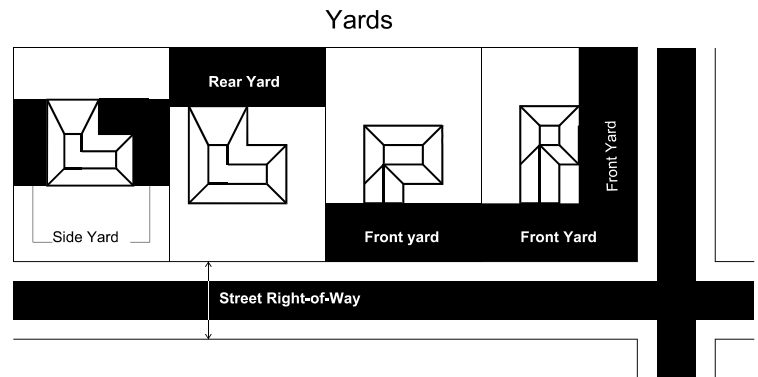 Yards
Rear Yard
Front Yard
Side Yard
Front yard
Front Yard
Street Right-of-Way